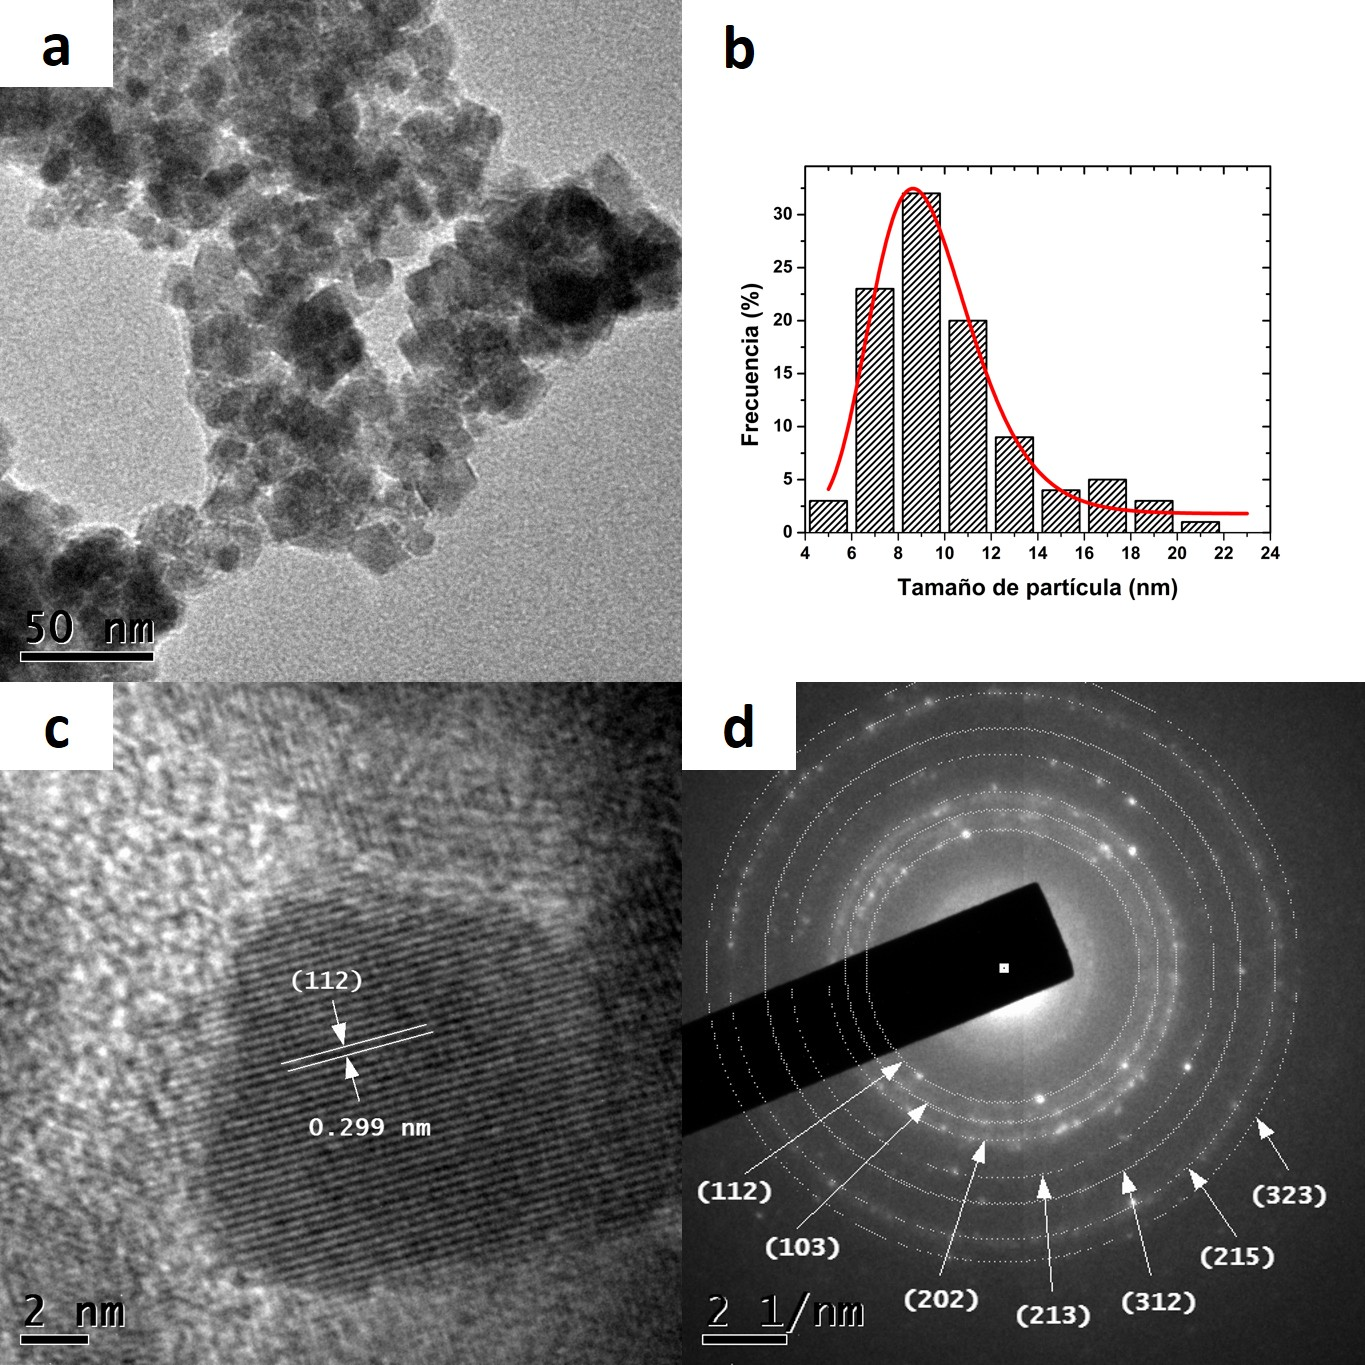 a
50 nm
b
Frecuencia (%)
30
25
20
15
10
5
0
4 6 8 10 12 14 16 18 20 22 24
Tamaño de partícula (nm)
c
(112)
0.299 nm
2 nm
d
(112)
(103)
(202)
(213)
(312)
(215)
(323)
2 1/nm